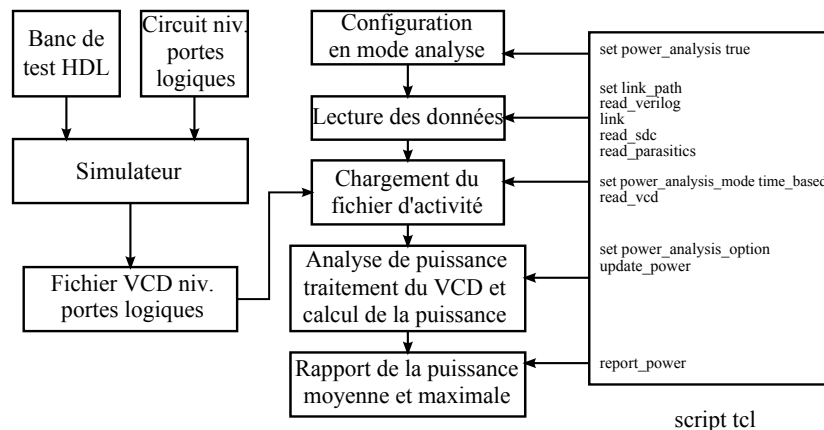 Banc de
test HDL
Circuit niv.
portes
logiques
Simulateur
Fichier VCD niv.
portes logiques
Configuration
en mode analyse
Lecture des données
Chargement du
fichier d'activité
Analyse de puissance
traitement du VCD et
calcul de la puissance
Rapport de la puissance
moyenne et maximale
set power_analysis true
set link_path
read_verilog
link
read_sdc
read_parasitics
set power_analysis_mode time_based
read_vcd
set power_analysis_option
update_power
report_power
script tcl